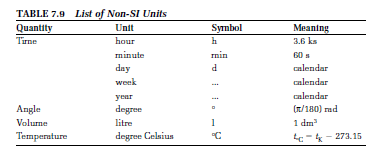 TABLE 7.9 List of Non-SI Units
Quantity Unit Symbol Meaning
Time hour h 3.6 ks
minute min 60 s
day d calendar
week ... calendar
year ... calendar
Angle degree ° (π/180) rad
Volume litre l 1 dm³
Temperature degree Celsius °C tC = tK − 273.15